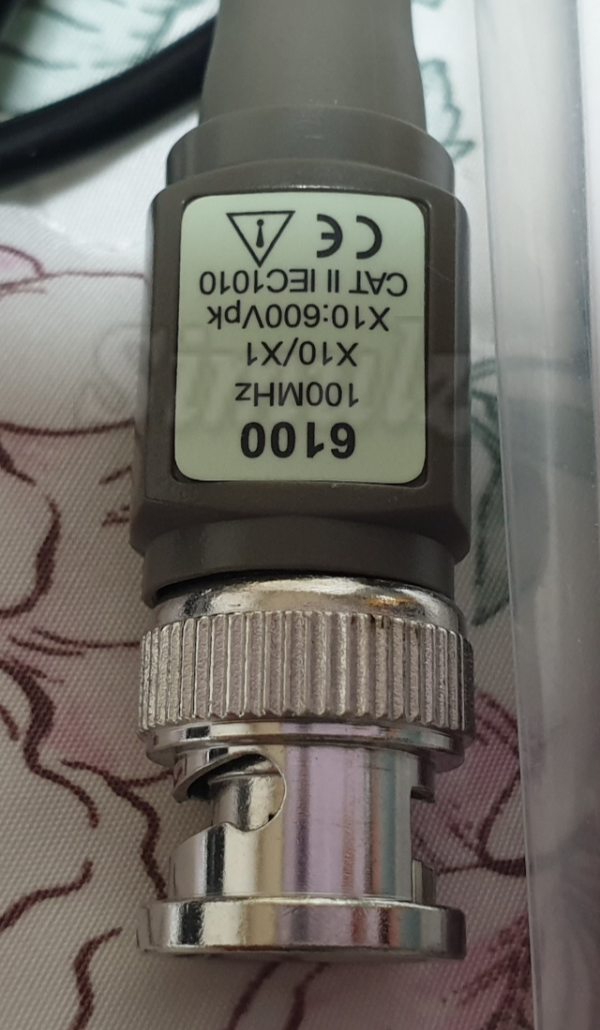 6100
100MHz
X10/X1
X10:600Vpk
CAT II IEC1010
CE